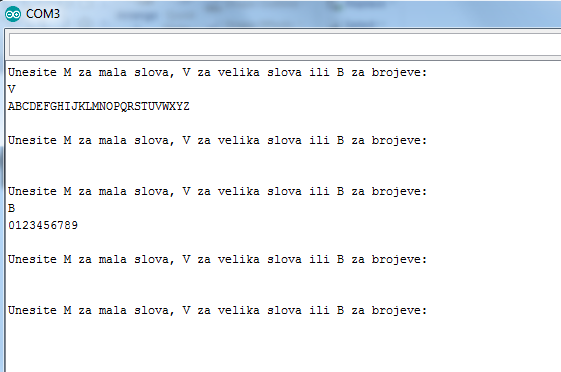 COM3
Unesite M za mala slova, V za velika slova ili B za brojeve:
V
ABCDEFGHIJKLMNOPQRSTUVWXYZ
Unesite M za mala slova, V za velika slova ili B za brojeve:
Unesite M za mala slova, V za velika slova ili B za brojeve:
B
0123456789
Unesite M za mala slova, V za velika slova ili B za brojeve:
Unesite M za mala slova, V za velika slova ili B za brojeve: